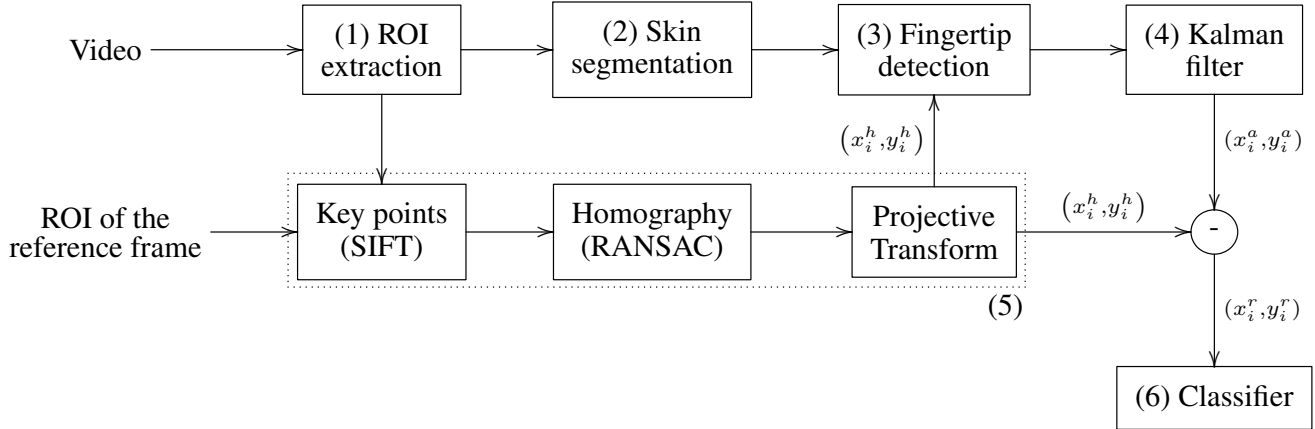 Video
(1) ROI
extraction
(2) Skin
segmentation
(3) Fingertip
detection
(4) Kalman
filter
(x_i^h, y_i^h)
(x_i^a, y_i^a)
ROI of the
reference frame
Key points
(SIFT)
Homography
(RANSAC)
Projective
Transform
(x_i^h, y_i^h)
-
(5)
(x_i^r, y_i^r)
(6) Classifier